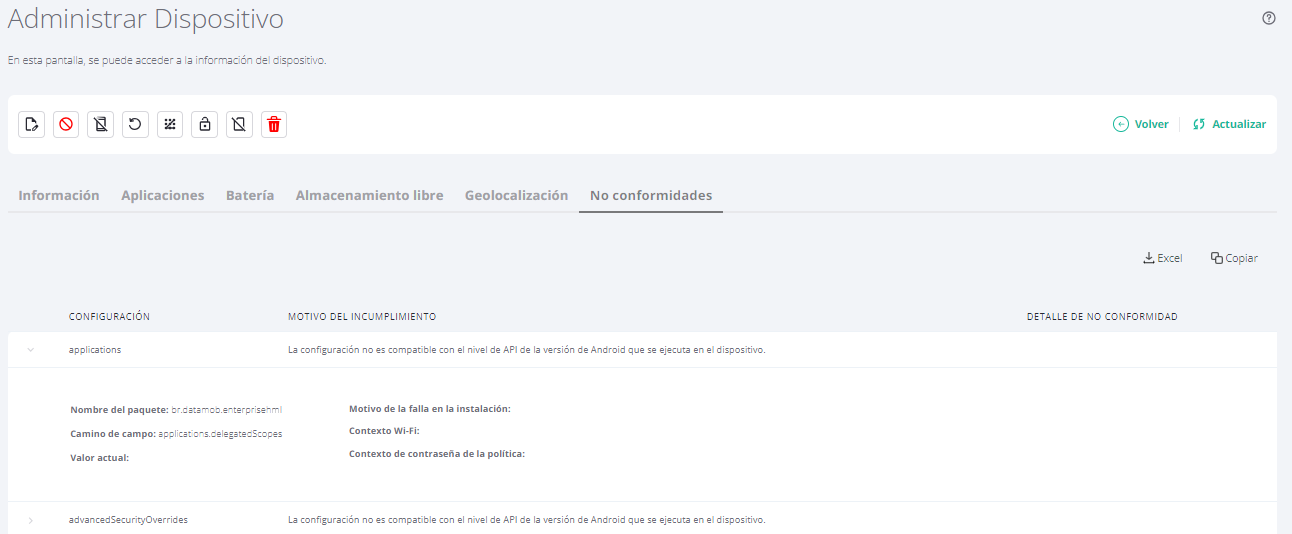 Administrar Dispositivo
En esta pantalla, se puede acceder a la información del dispositivo.
Volver Actualizar
Información Aplicaciones Batería Almacenamiento libre Geolocalización No conformidades
Excel Copiar
CONFIGURACIÓN MOTIVO DEL INCUMPLIMIENTO DETALLE DE NO CONFORMIDAD
applications La configuración no es compatible con el nivel de API de la versión de Android que se ejecuta en el dispositivo.
Nombre del paquete: br.datamob.enterprisehml Motivo de la falla en la instalación:
Camino de campo: applications.delegatedScopes Contexto Wi-Fi:
Valor actual: Contexto de contraseña de la política:
advancedSecurityOverrides La configuración no es compatible con el nivel de API de la versión de Android que se ejecuta en el dispositivo.